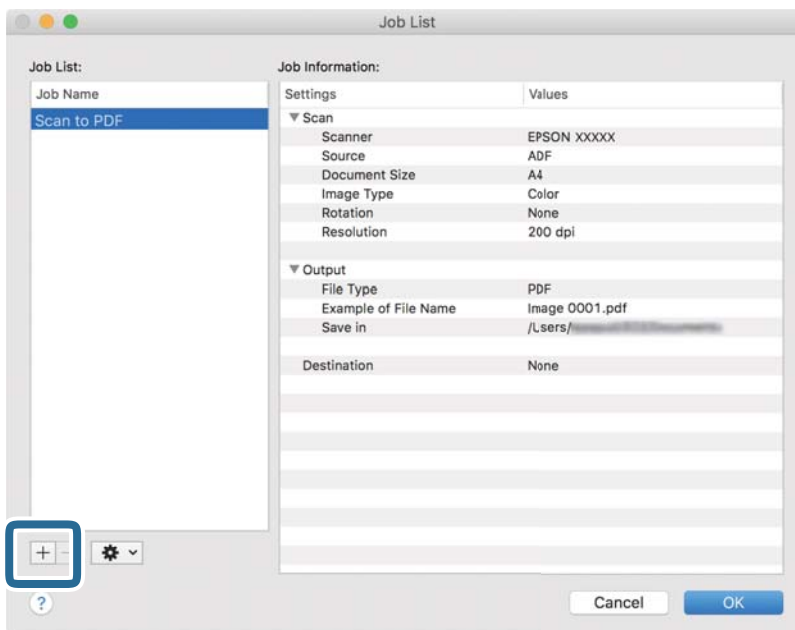 Job List
Job List:
Job Information:
Job Name
Scan to PDF
Settings Values
Scan
Scanner EPSON XXXXX
Source ADF
Document Size A4
Image Type Color
Rotation None
Resolution 200 dpi
Output
File Type PDF
Example of File Name Image 0001.pdf
Save in /Users/
Destination None
+ -
?
Cancel OK